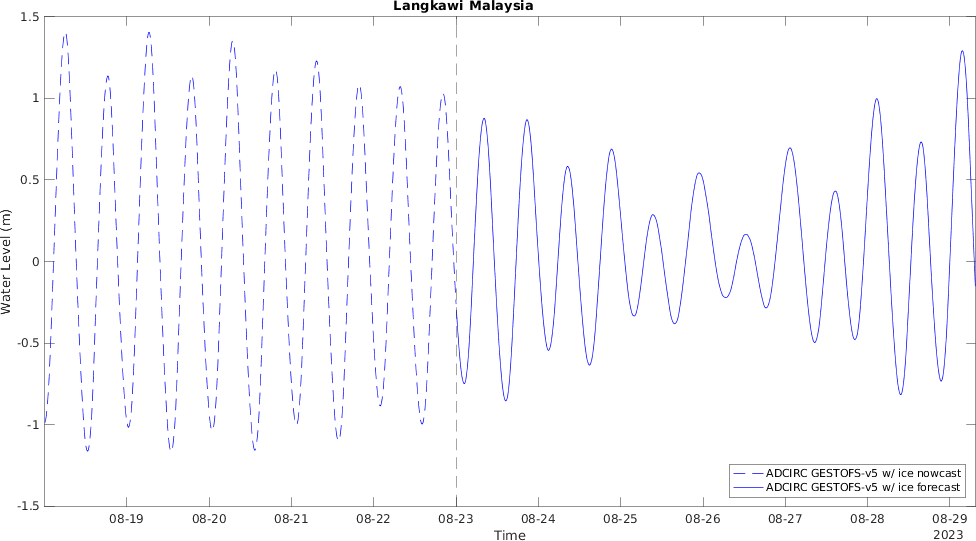 Langkawi Malaysia
Water Level (m)
1.5
1
0.5
0
-0.5
-1
-1.5
ADCIRC GESTOFS-v5 w/ ice nowcast
ADCIRC GESTOFS-v5 w/ ice forecast
08-19 08-20 08-21 08-22 08-23 08-24 08-25 08-26 08-27 08-28 08-29
2023
Time